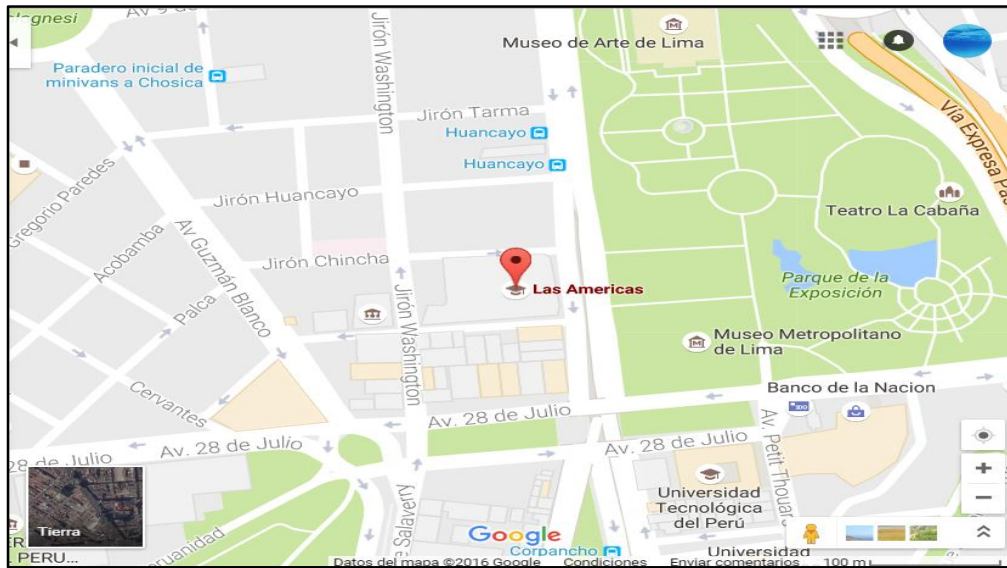 Av 9 de
Museo de Arte de Lima
Paradero inicial de
minivans a Chosica
Jirón Washington
Jirón Tarma
Huancayo
Huancayo
Vía Expresa
Gregorio Paredes
Jirón Huancayo
Teatro La Cabaña
Acobamba
Av Guzmán Blanco
Jirón Chincha
Las Americas
Parque de la
Exposición
Palca
Jirón Washington
Museo Metropolitano
de Lima
Cervantes
Banco de la Nacion
Av. 28 de Julio
Av. 28 de Julio
Av. 28 de Julio
28 de Julio
Av. Petit Thouars
Universidad
Tecnológica
del Perú
Tierra
Google
Corpancho
Universidad
PERU...
Datos del mapa ©2016 Google Condiciones Enviar comentarios 100 m